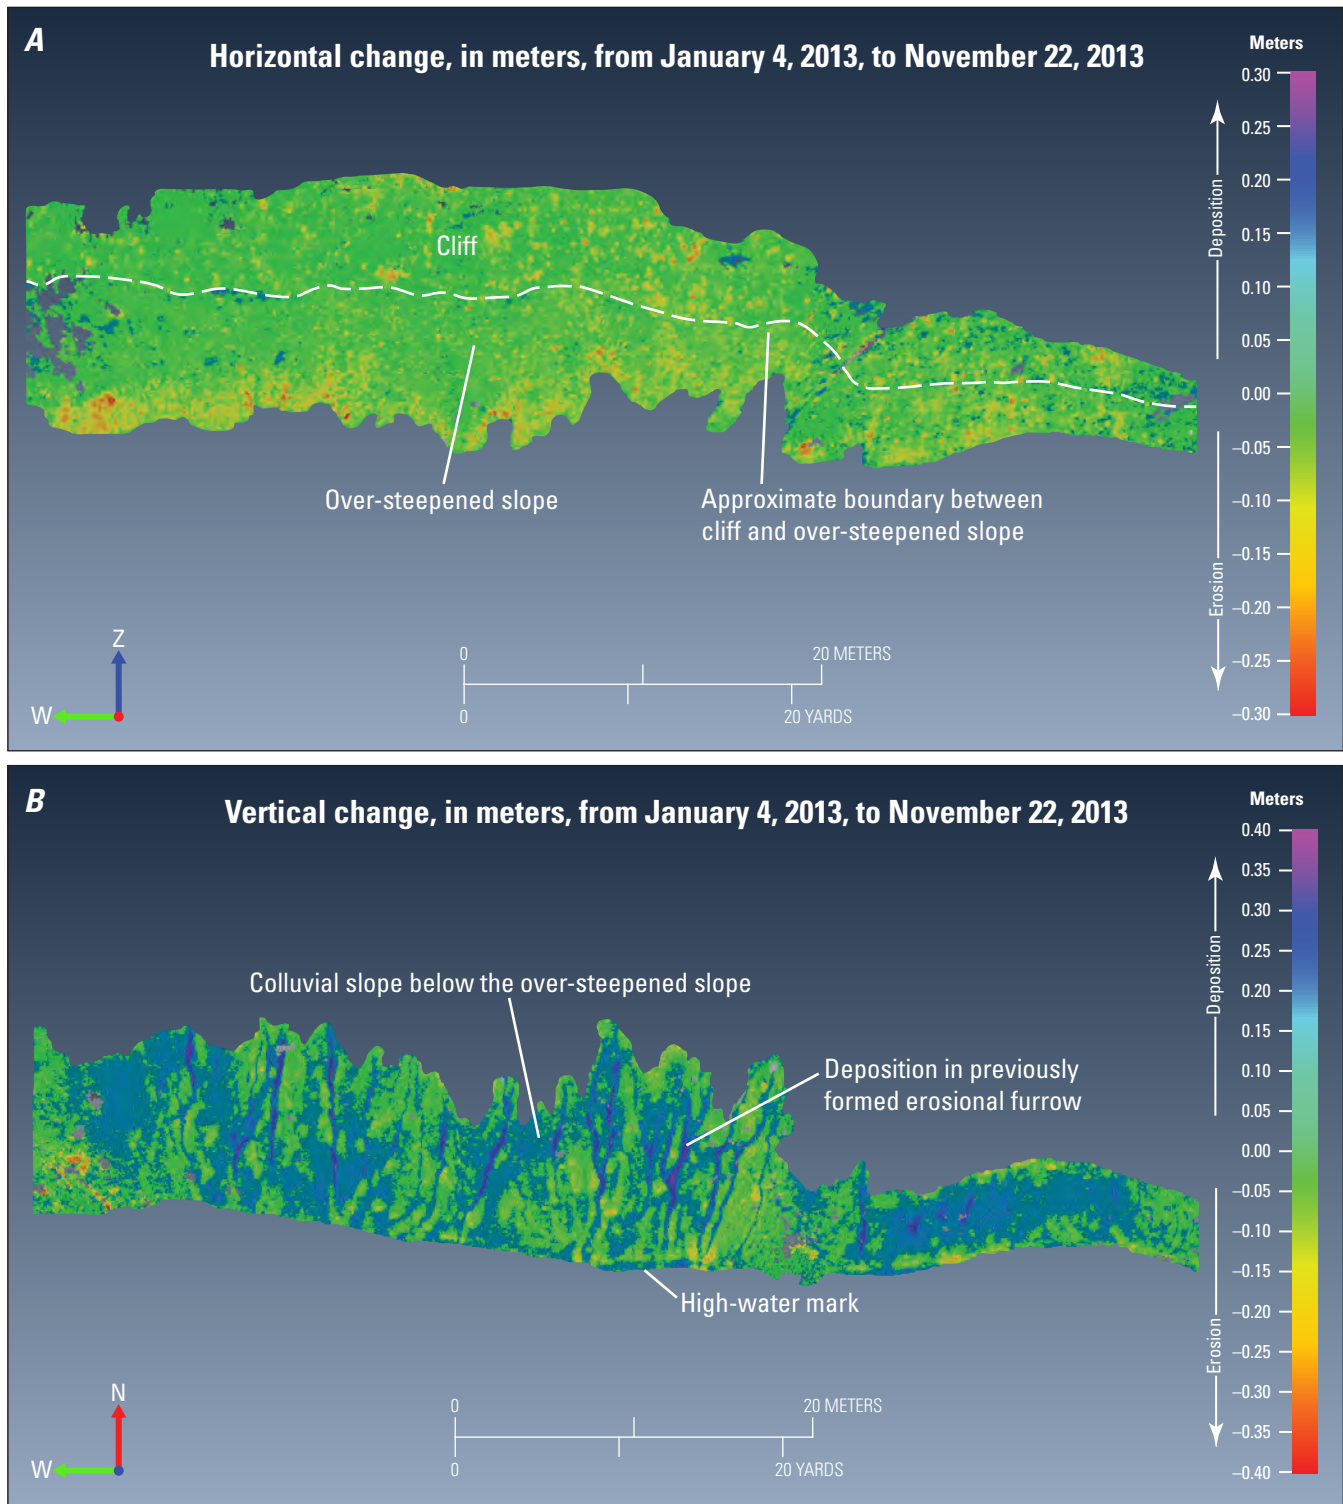 A
Horizontal change, in meters, from January 4, 2013, to November 22, 2013
Meters
0.30
0.25
0.20
0.15
0.10
0.05
0.00
–0.05
–0.10
–0.15
–0.20
–0.25
–0.30
Deposition
Erosion
Cliff
Over-steepened slope
Approximate boundary between
cliff and over-steepened slope
Z
W
0
20 METERS
0
20 YARDS
B
Vertical change, in meters, from January 4, 2013, to November 22, 2013
Meters
0.40
0.35
0.30
0.25
0.20
0.15
0.10
0.05
0.00
–0.05
–0.10
–0.15
–0.20
–0.25
–0.30
–0.35
–0.40
Deposition
Erosion
Colluvial slope below the over-steepened slope
Deposition in previously
formed erosional furrow
High-water mark
N
W
0
20 METERS
0
20 YARDS